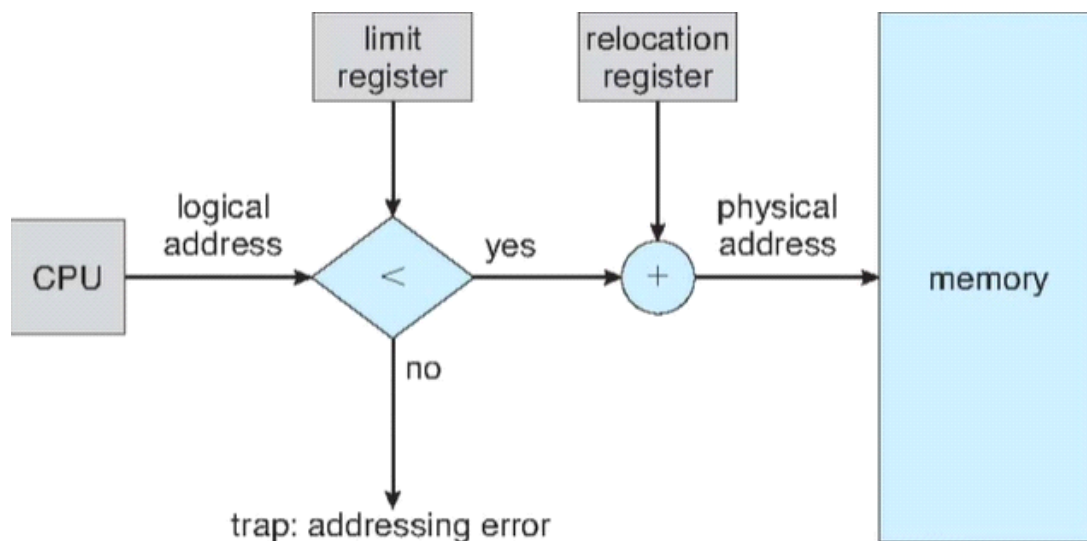 limit
register
relocation
register
logical
address
physical
address
CPU
<
yes
+
memory
no
trap: addressing error